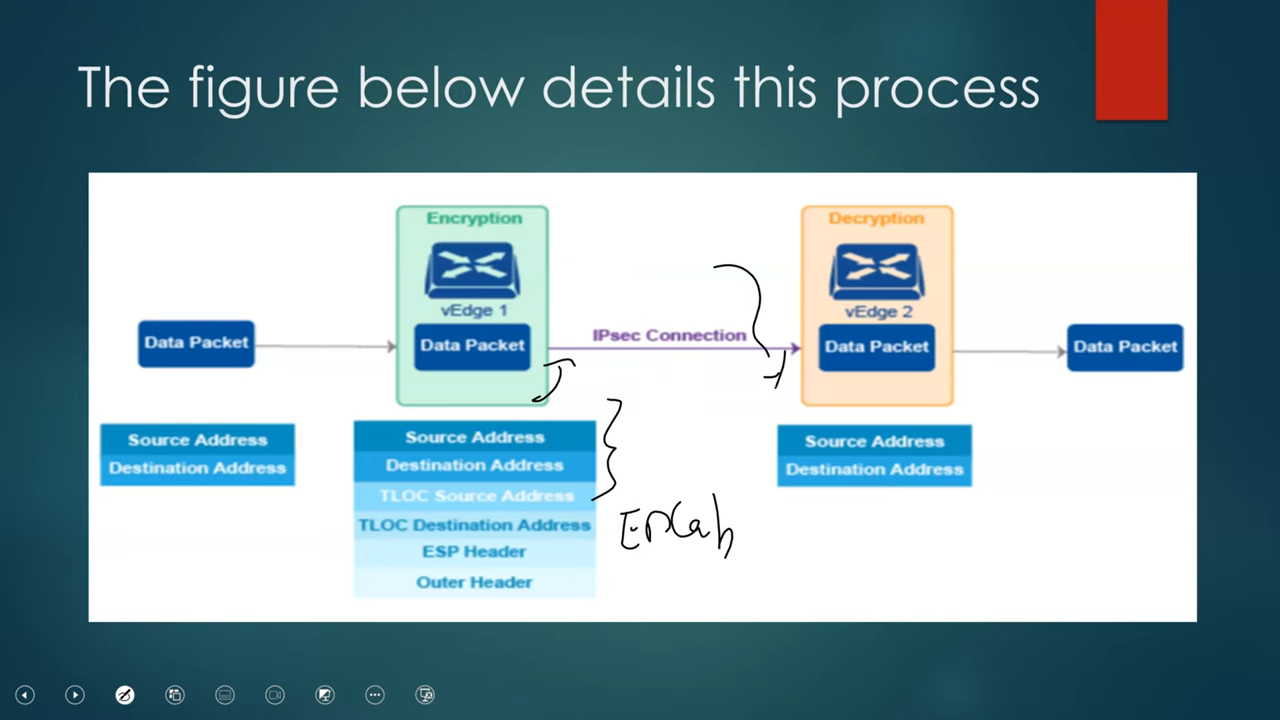 The figure below details this process
Encryption
Decryption
vEdge 1
vEdge 2
Data Packet
Data Packet
IPsec Connection
Data Packet
Data Packet
Source Address
Destination Address
Source Address
Destination Address
TLOC Source Address
TLOC Destination Address
ESP Header
Outer Header
Source Address
Destination Address
Encap